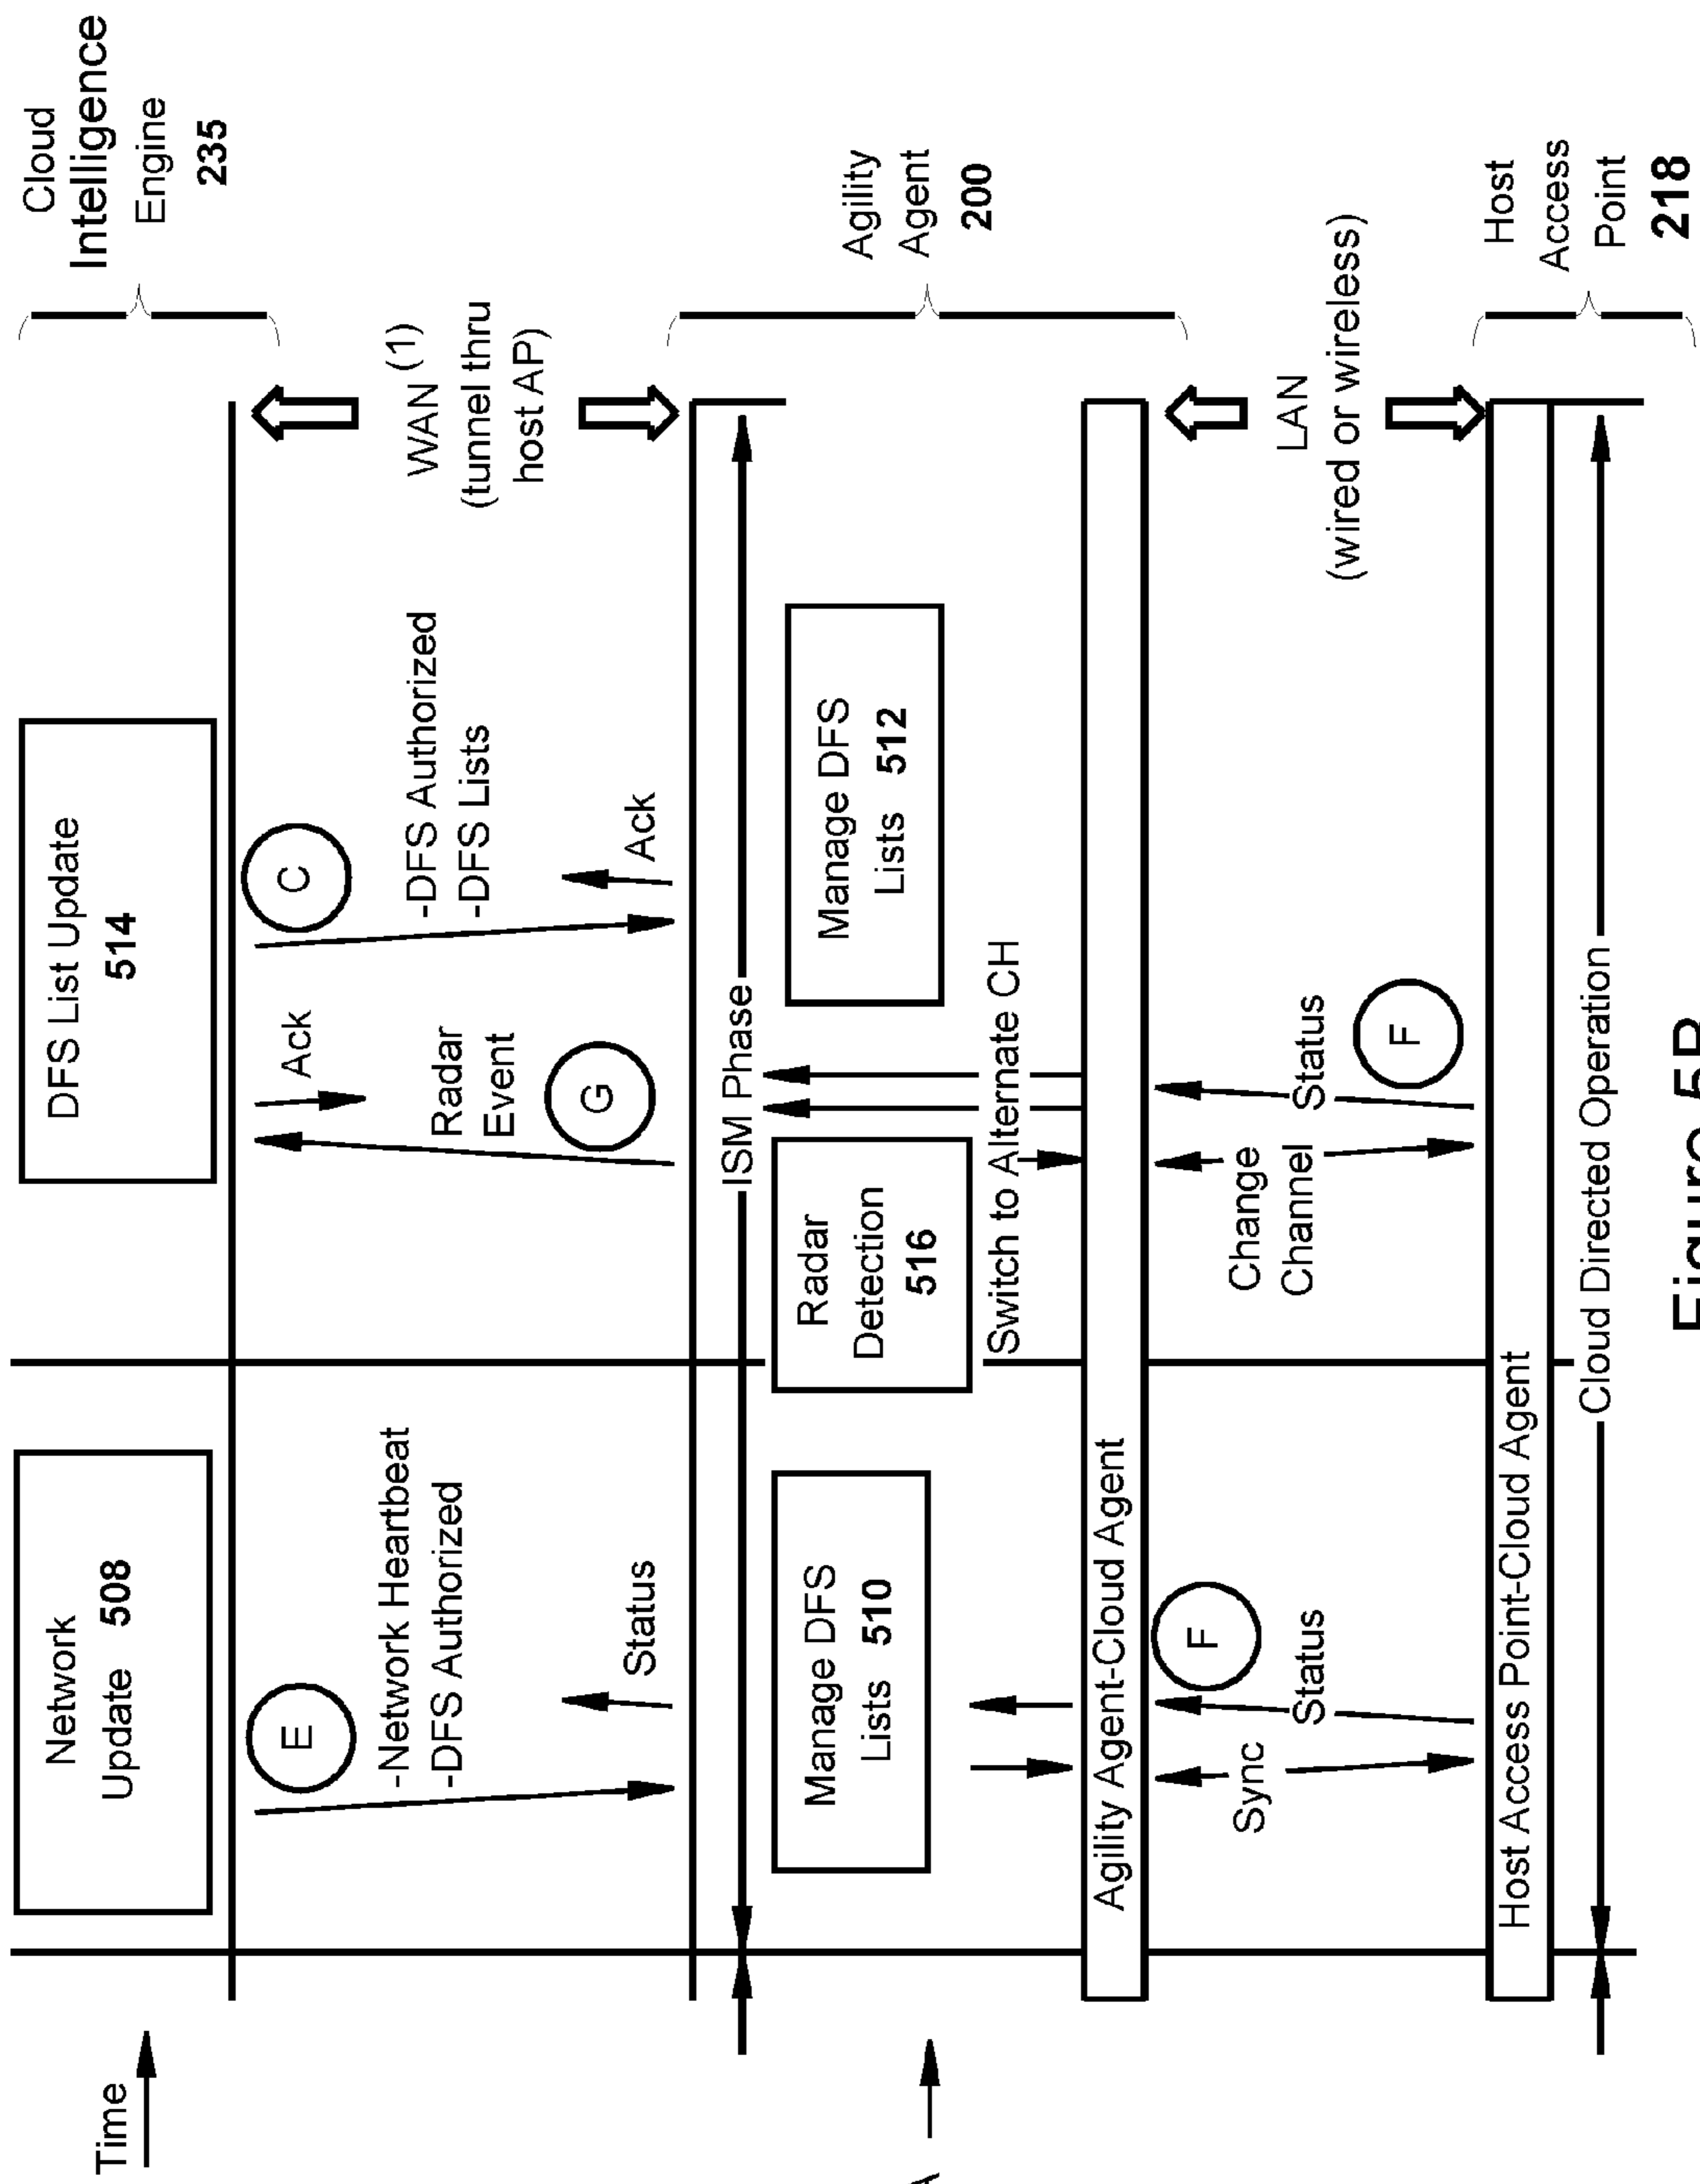 Time
Network
Update 508
DFS List Update
514
Cloud
Intelligence
Engine
235
E
-Network Heartbeat
-DFS Authorized
Status
Ack
Radar
Event
G
C
-DFS Authorized
-DFS Lists
Ack
WAN (1)
(tunnel thru
host AP)
ISM Phase
A
Manage DFS
Lists 510
Radar
Detection
516
Switch to Alternate CH
Manage DFS
Lists 512
Agility
Agent
200
Agility Agent-Cloud Agent
Sync
Status
F
Change
Channel
Status
F
LAN
(wired or wireless)
Host Access Point-Cloud Agent
Cloud Directed Operation
Host
Access
Point
218
Figure 5B